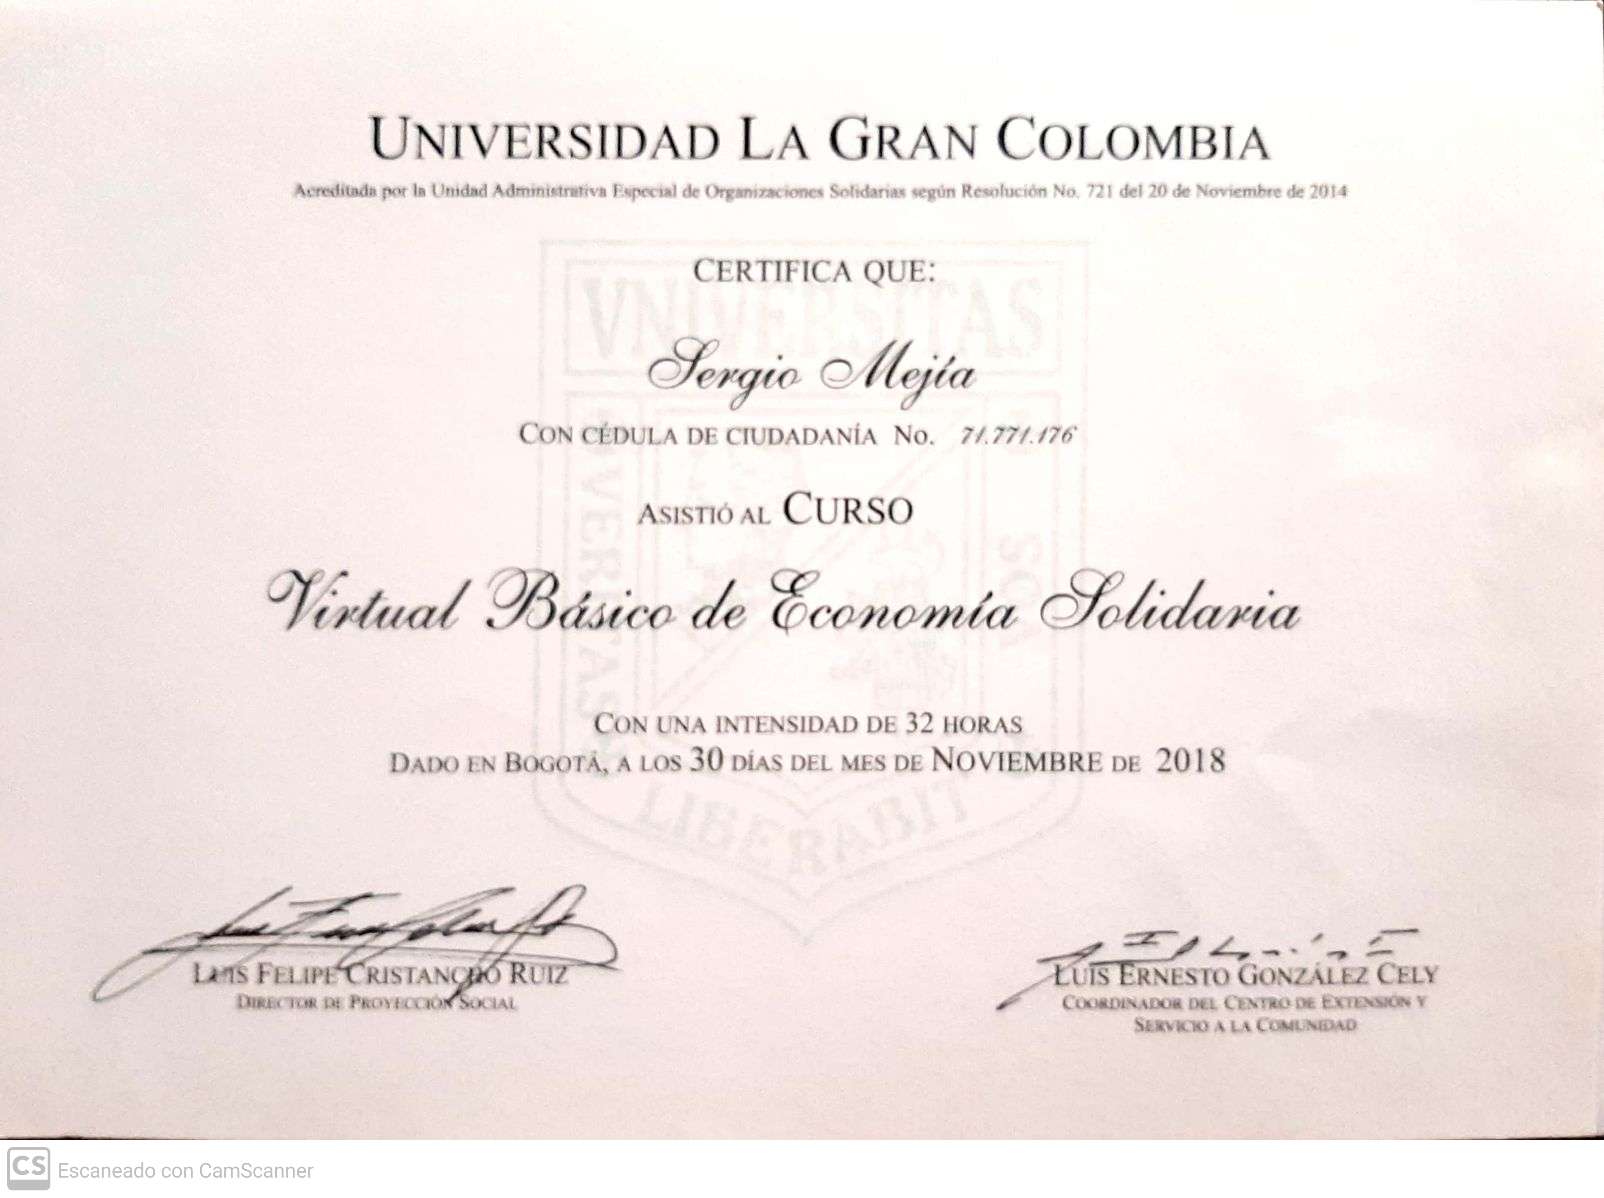 UNIVERSIDAD LA GRAN COLOMBIA
Acreditada por la Unidad Administrativa Especial de Organizaciones Solidarias según Resolución No. 721 del 20 de Noviembre de 2014
CERTIFICA QUE:
Sergio Mejía
CON CÉDULA DE CIUDADANÍA No. 71.771.176
ASISTIÓ AL CURSO
Virtual Básico de Economía Solidaria
CON UNA INTENSIDAD DE 32 HORAS
DADO EN BOGOTÁ, A LOS 30 DÍAS DEL MES DE NOVIEMBRE DE 2018
VNIVERSITAS
VERITAS
LIBERABIT
LUIS FELIPE CRISTANCHO RUIZ
DIRECTOR DE PROYECCIÓN SOCIAL
LUIS ERNESTO GONZÁLEZ CELY
COORDINADOR DEL CENTRO DE EXTENSIÓN Y
SERVICIO A LA COMUNIDAD
CS Escaneado con CamScanner